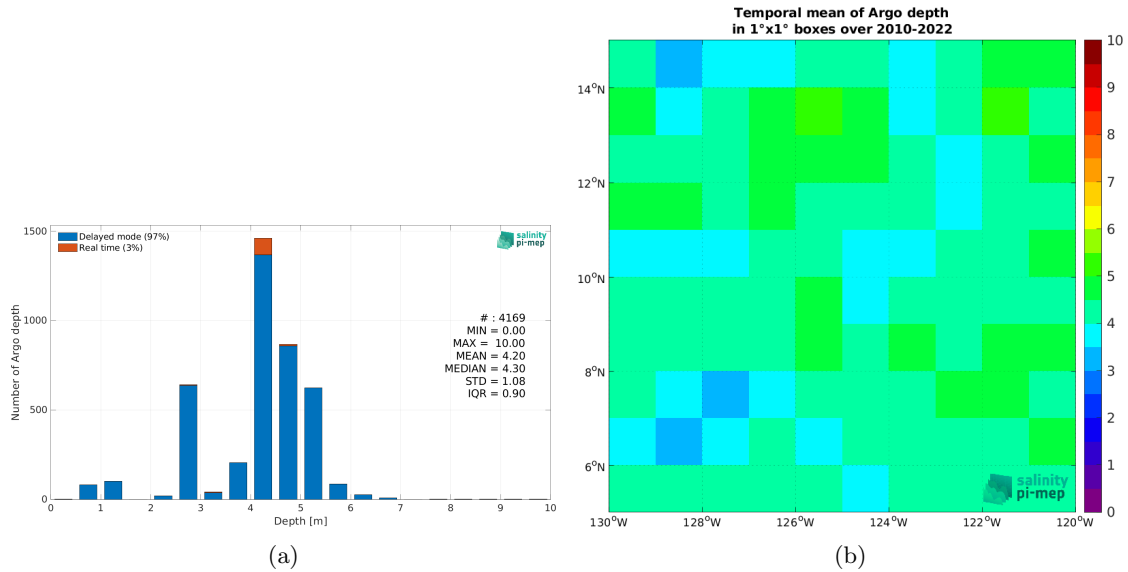 Delayed mode (97%)
Real time (3%)
salinity
pi-mep
# : 4169
MIN = 0.00
MAX = 10.00
MEAN = 4.20
MEDIAN = 4.30
STD = 1.08
IQR = 0.90
Number of Argo depth
1500
1000
500
0
0 1 2 3 4 5 6 7 8 9 10
Depth [m]
(a)
Temporal mean of Argo depth
in 1°x1° boxes over 2010-2022
14°N
12°N
10°N
8°N
6°N
130°W 128°W 126°W 124°W 122°W 120°W
salinity
pi-mep
10
9
8
7
6
5
4
3
2
1
0
(b)